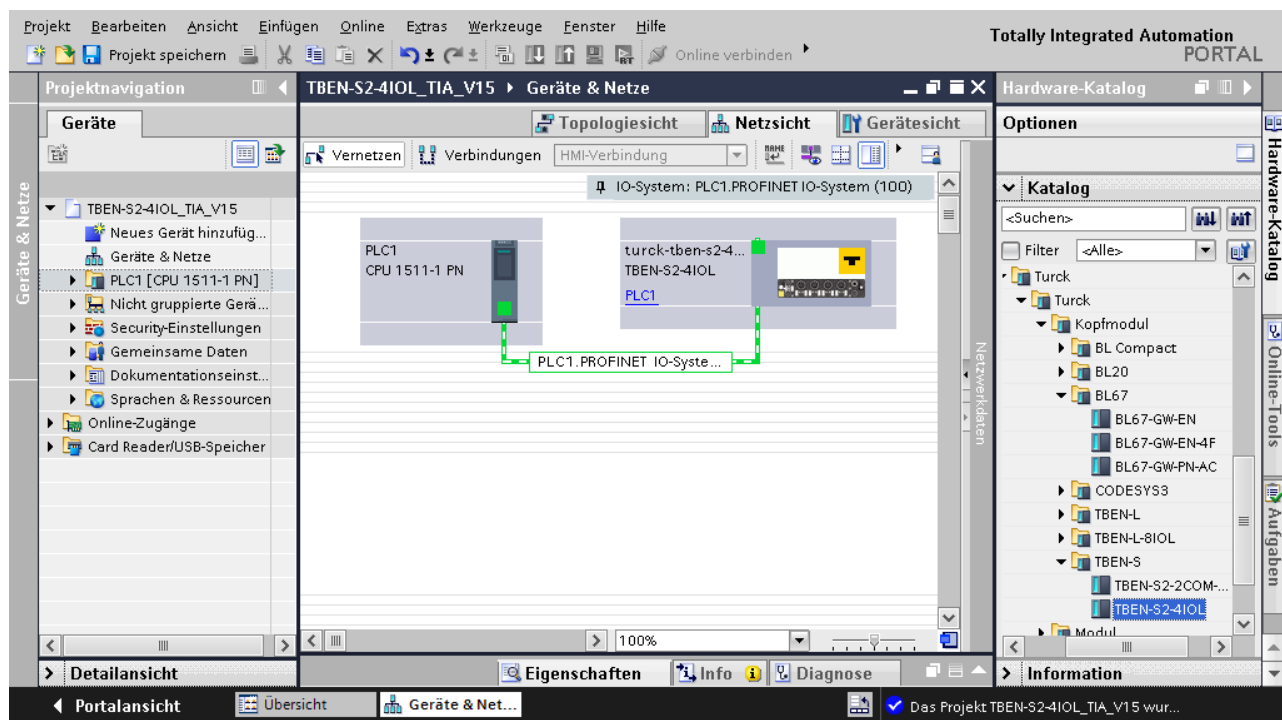 Projekt Bearbeiten Ansicht Einfügen Online Extras Werkzeuge Fenster Hilfe
Totally Integrated Automation
PORTAL
Projekt speichern
Online verbinden
Projektnavigation
TBEN-S2-4IOL_TIA_V15 Geräte & Netze
Hardware-Katalog
Geräte
Topologiesicht Netzsicht Gerätesicht
Optionen
Vernetzen Verbindungen HMI-Verbindung
IO-System: PLC1.PROFINET IO-System (100)
Geräte & Netze
TBEN-S2-4IOL_TIA_V15
Neues Gerät hinzufüg...
Geräte & Netze
PLC1 [CPU 1511-1 PN]
Nicht gruppierte Gerä...
Security-Einstellungen
Gemeinsame Daten
Dokumentationseinst...
Sprachen & Ressourcen
Online-Zugänge
Card Reader/USB-Speicher
PLC1
CPU 1511-1 PN
turck-tben-s2-4...
TBEN-S2-4IOL
PLC1
PLC1.PROFINET IO-Syste...
Netzwerkdaten
100%
Katalog
<Suchen>
Filter <Alle>
Turck
Turck
Kopfmodul
BL Compact
BL20
BL67
BL67-GW-EN
BL67-GW-EN-4F
BL67-GW-PN-AC
CODESYS3
TBEN-L
TBEN-L-8IOL
TBEN-S
TBEN-S2-2COM-...
TBEN-S2-4IOL
Modul
Hardware-Katalog
Online-Tools
Aufgaben
Detailansicht
Eigenschaften Info Diagnose
Information
Portalansicht
Übersicht
Geräte & Net...
Das Projekt TBEN-S2-4IOL_TIA_V15 wur...